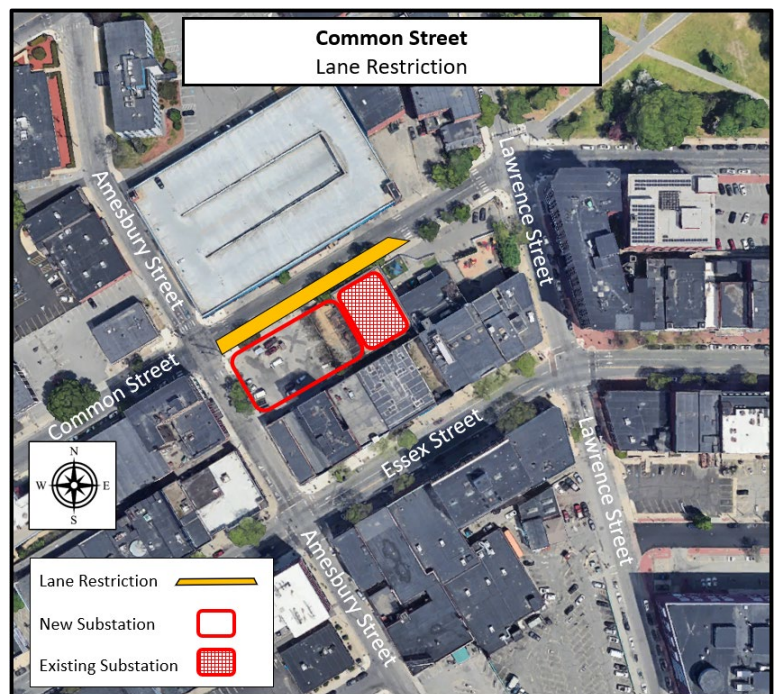 Common Street
Lane Restriction
Amesbury Street
Lawrence Street
Common Street
Essex Street
Lawrence Street
Amesbury Street
N
W E
S
Lane Restriction
New Substation
Existing Substation